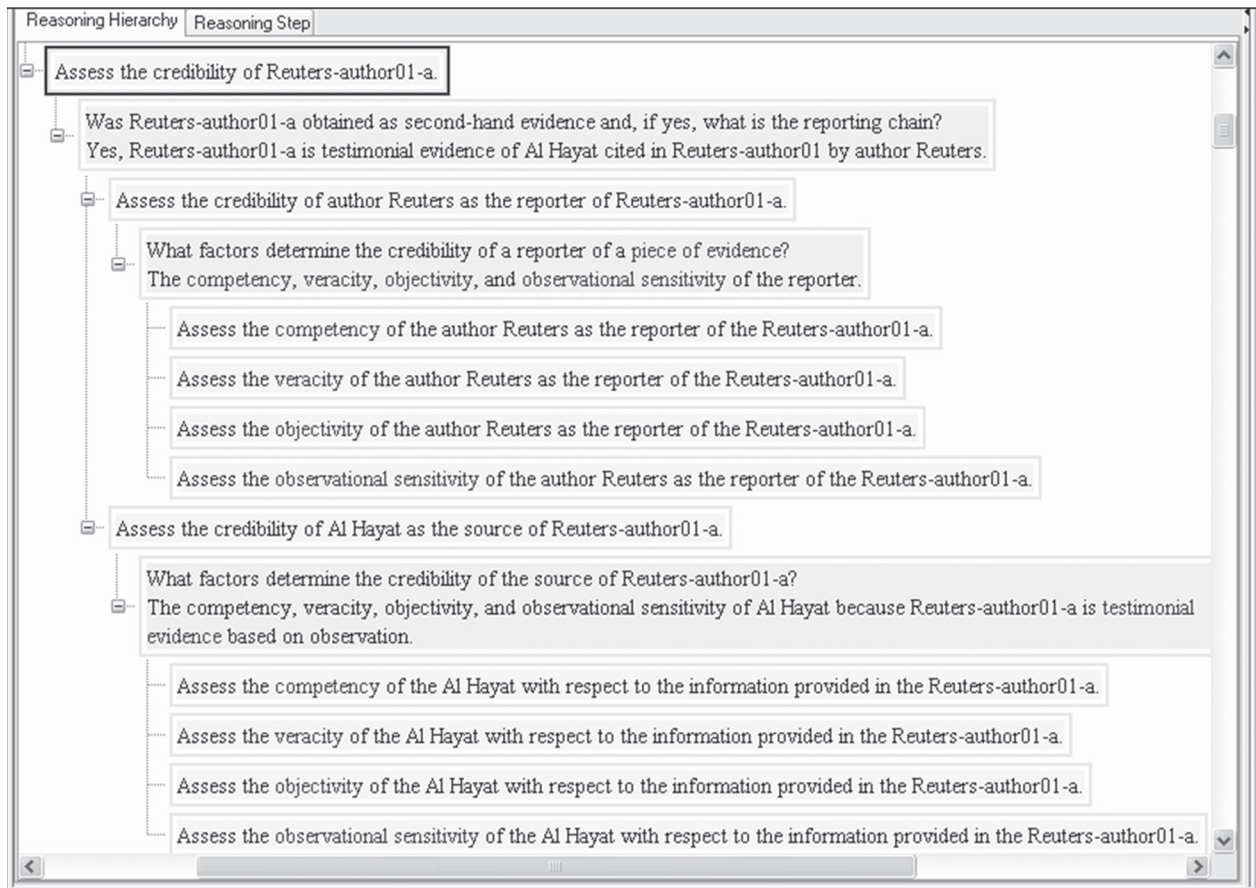 Reasoning Hierarchy
Reasoning Step
Assess the credibility of Reuters-author01-a.
Was Reuters-author01-a obtained as second-hand evidence and, if yes, what is the reporting chain?
Yes, Reuters-author01-a is testimonial evidence of Al Hayat cited in Reuters-author01 by author Reuters.
Assess the credibility of author Reuters as the reporter of Reuters-author01-a.
What factors determine the credibility of a reporter of a piece of evidence?
The competency, veracity, objectivity, and observational sensitivity of the reporter.
Assess the competency of the author Reuters as the reporter of the Reuters-author01-a.
Assess the veracity of the author Reuters as the reporter of the Reuters-author01-a.
Assess the objectivity of the author Reuters as the reporter of the Reuters-author01-a.
Assess the observational sensitivity of the author Reuters as the reporter of the Reuters-author01-a.
Assess the credibility of Al Hayat as the source of Reuters-author01-a.
What factors determine the credibility of the source of Reuters-author01-a?
The competency, veracity, objectivity, and observational sensitivity of Al Hayat because Reuters-author01-a is testimonial
evidence based on observation.
Assess the competency of the Al Hayat with respect to the information provided in the Reuters-author01-a.
Assess the veracity of the Al Hayat with respect to the information provided in the Reuters-author01-a.
Assess the objectivity of the Al Hayat with respect to the information provided in the Reuters-author01-a.
Assess the observational sensitivity of the Al Hayat with respect to the information provided in the Reuters-author01-a.